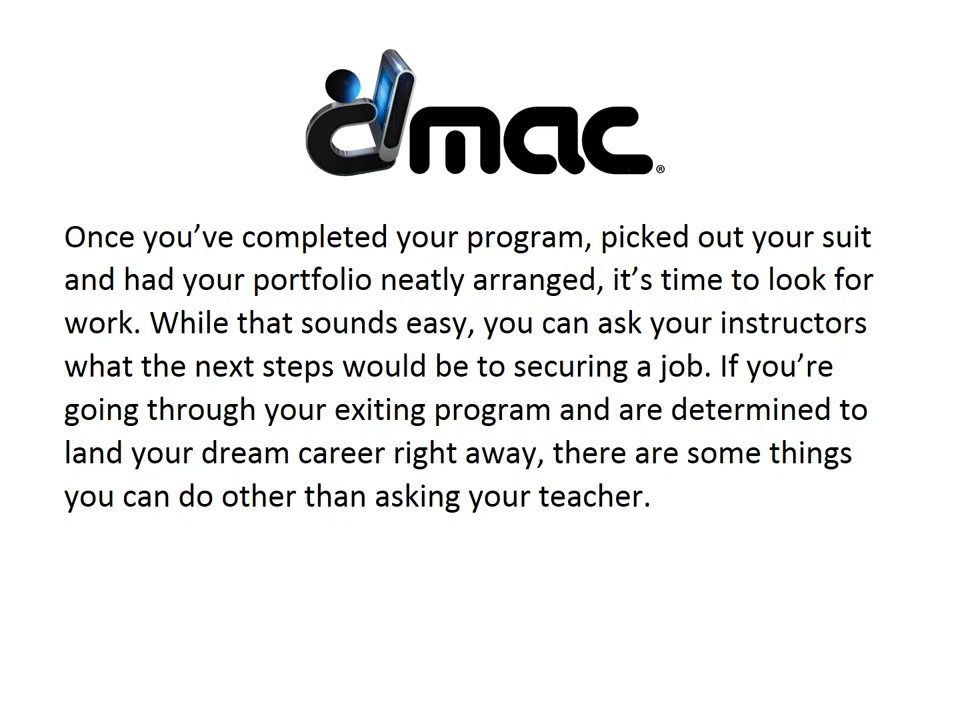 dmac®
Once you’ve completed your program, picked out your suit
and had your portfolio neatly arranged, it’s time to look for
work. While that sounds easy, you can ask your instructors
what the next steps would be to securing a job. If you’re
going through your exiting program and are determined to
land your dream career right away, there are some things
you can do other than asking your teacher.